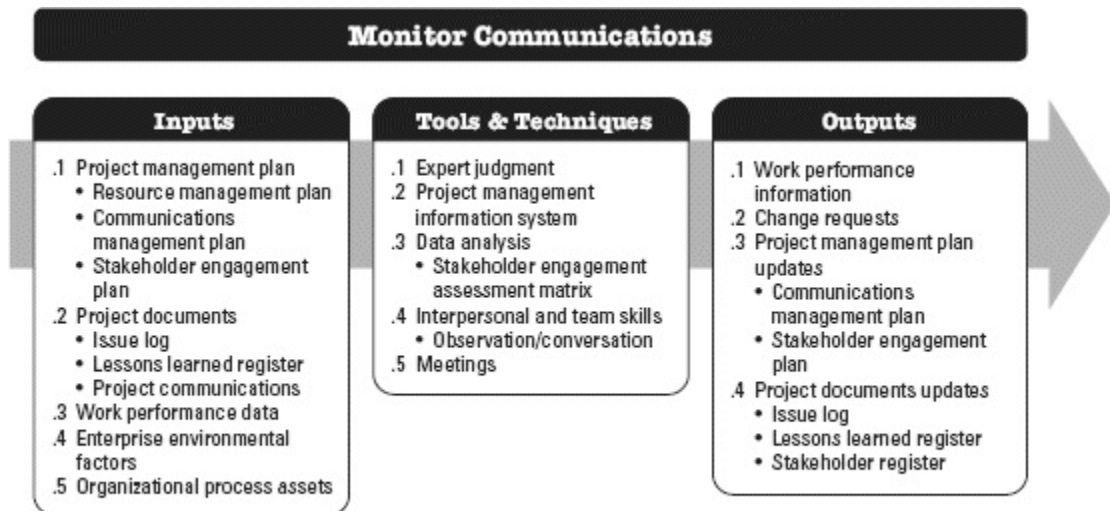 Monitor Communications
Inputs
.1 Project management plan
• Resource management plan
• Communications
management plan
• Stakeholder engagement
plan
.2 Project documents
• Issue log
• Lessons learned register
• Project communications
.3 Work performance data
.4 Enterprise environmental
factors
.5 Organizational process assets
Tools & Techniques
.1 Expert judgment
.2 Project management
information system
.3 Data analysis
• Stakeholder engagement
assessment matrix
.4 Interpersonal and team skills
• Observation/conversation
.5 Meetings
Outputs
.1 Work performance
information
.2 Change requests
.3 Project management plan
updates
• Communications
management plan
• Stakeholder engagement
plan
.4 Project documents updates
• Issue log
• Lessons learned register
• Stakeholder register